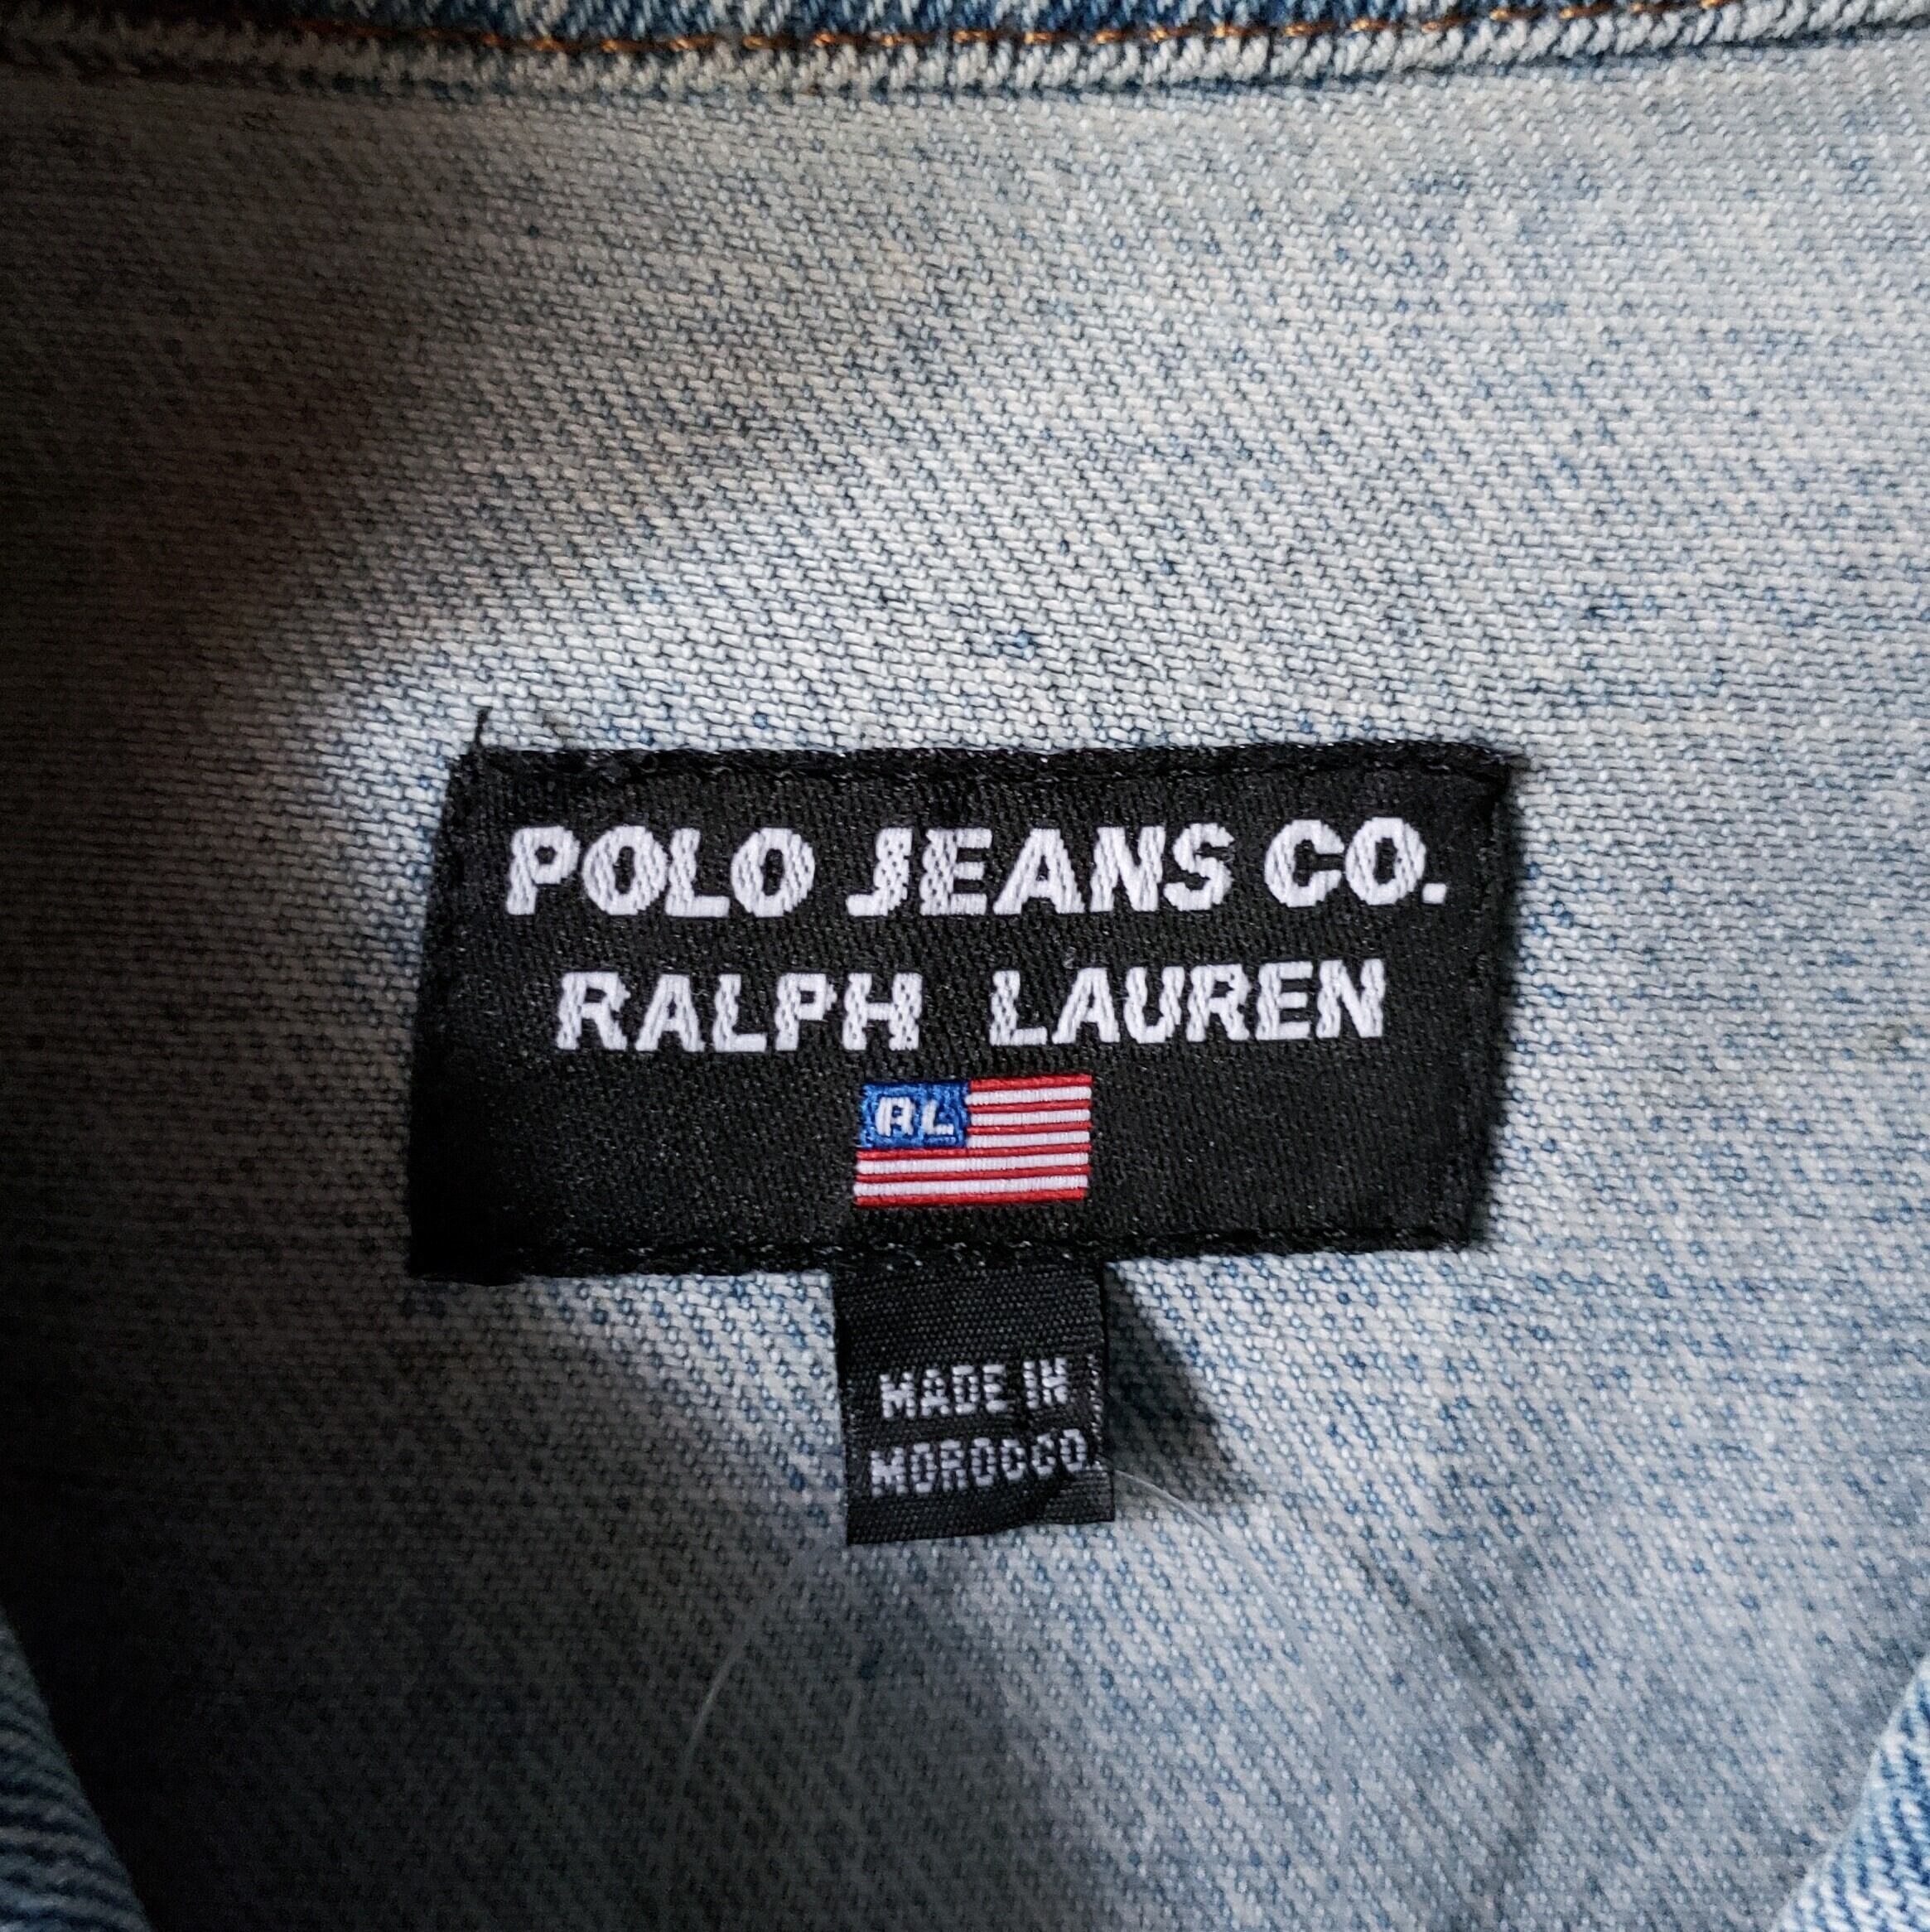 POLO JEANS CO.
RALPH LAUREN
RL
MADE IN
MOROCCO